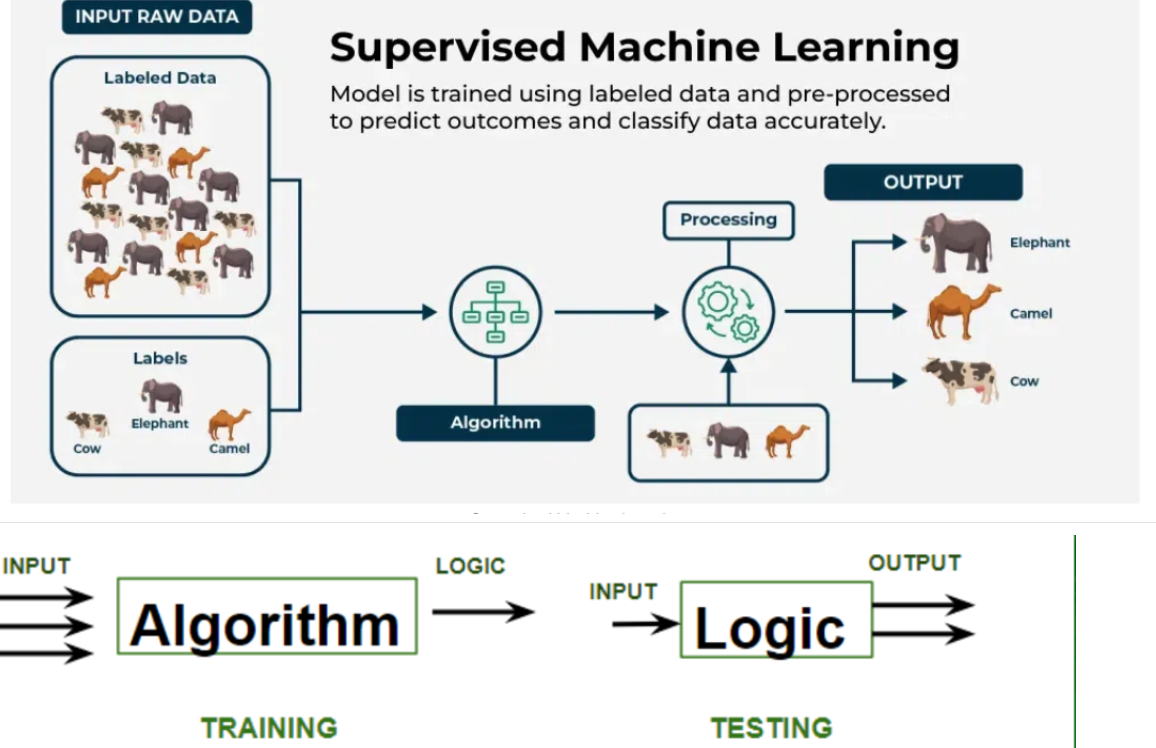 INPUT RAW DATA
Labeled Data
Supervised Machine Learning
Model is trained using labeled data and pre-processed
to predict outcomes and classify data accurately.
OUTPUT
Processing
Elephant
Camel
Cow
Labels
Elephant
Cow
Camel
Algorithm
INPUT
Algorithm
LOGIC
INPUT
Logic
OUTPUT
TRAINING
TESTING